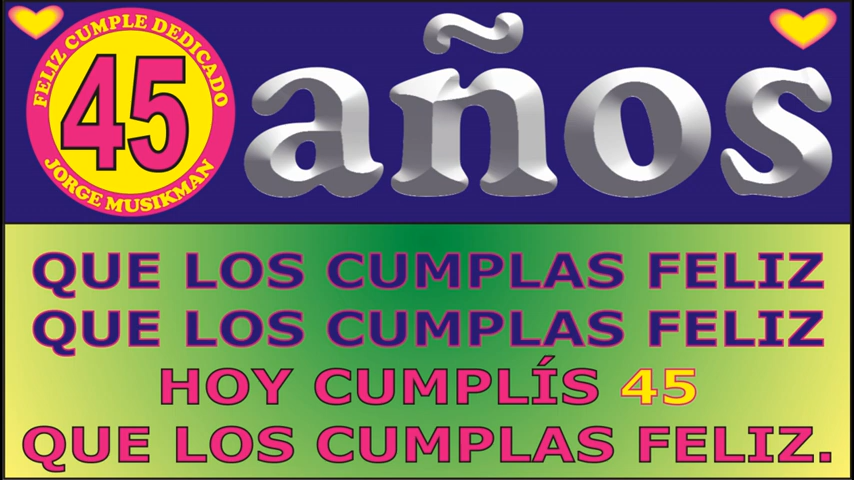 FELIZ CUMPLE DEDICADO
45
JORGE MUSIKMAN
años
QUE LOS CUMPLAS FELIZ
QUE LOS CUMPLAS FELIZ
HOY CUMPLÍS 45
QUE LOS CUMPLAS FELIZ.